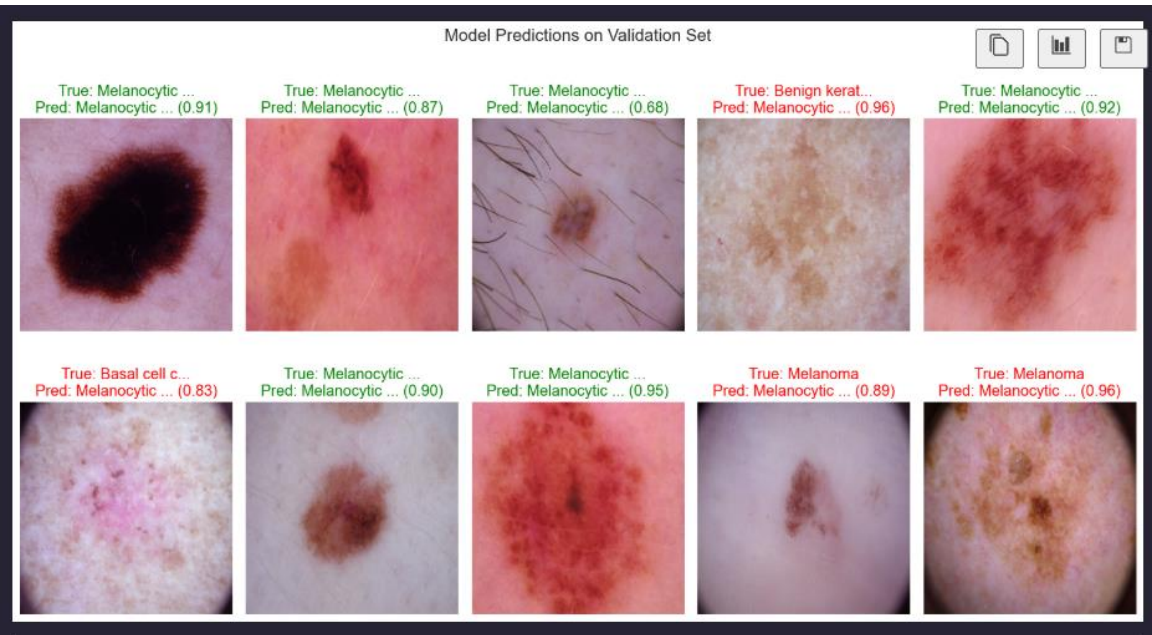 Model Predictions on Validation Set
True: Melanocytic ...
Pred: Melanocytic ... (0.91)
True: Melanocytic ...
Pred: Melanocytic ... (0.87)
True: Melanocytic ...
Pred: Melanocytic ... (0.68)
True: Benign kerat...
Pred: Melanocytic ... (0.96)
True: Melanocytic ...
Pred: Melanocytic ... (0.92)
True: Basal cell c...
Pred: Melanocytic ... (0.83)
True: Melanocytic ...
Pred: Melanocytic ... (0.90)
True: Melanocytic ...
Pred: Melanocytic ... (0.95)
True: Melanoma
Pred: Melanocytic ... (0.89)
True: Melanoma
Pred: Melanocytic ... (0.96)